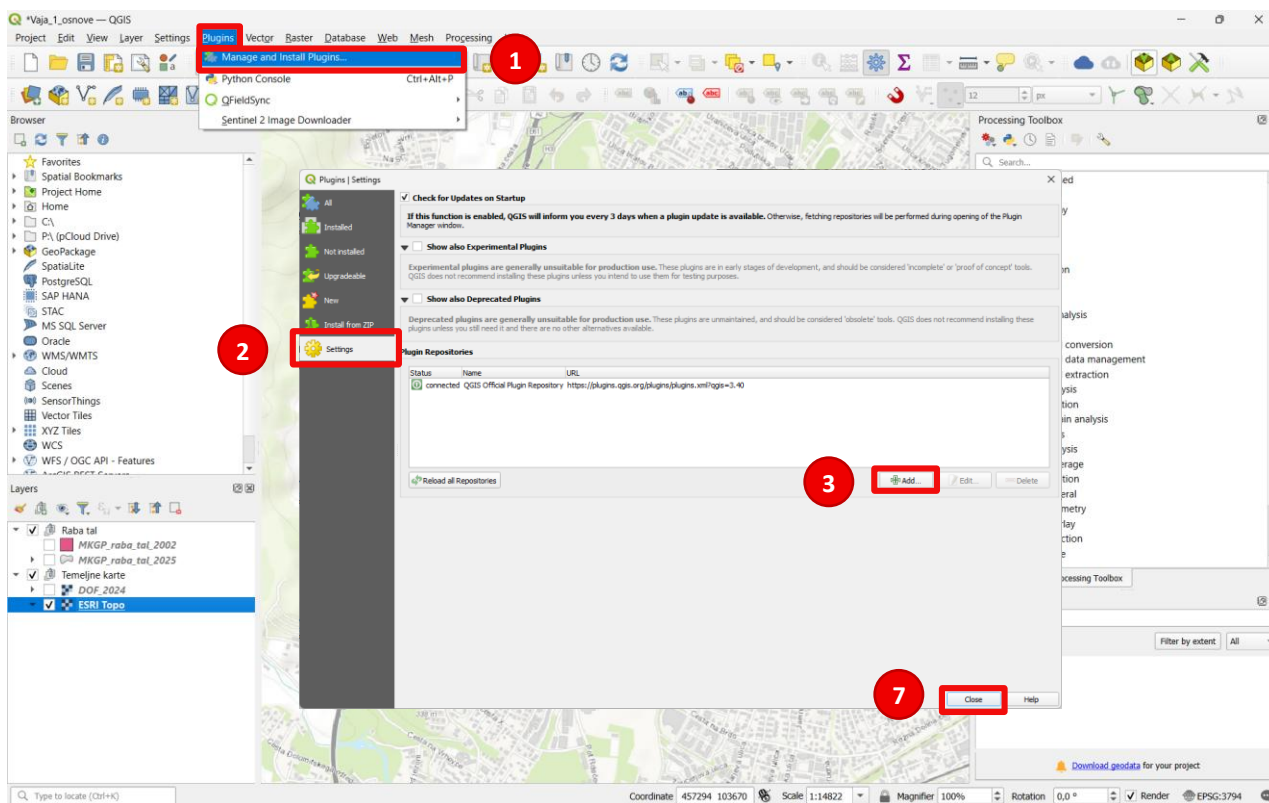 *Vaja_1_osnove — QGIS
Project Edit View Layer Settings Plugins Vector Raster Database Web Mesh Processing
Manage and Install Plugins...
1
Python Console Ctrl+Alt+P
QFieldSync
Sentinel 2 Image Downloader
12 px
Browser
Favorites
Spatial Bookmarks
Project Home
Home
C:\
P:\ (pCloud Drive)
GeoPackage
SpatiaLite
PostgreSQL
SAP HANA
STAC
MS SQL Server
Oracle
WMS/WMTS
Cloud
Scenes
SensorThings
Vector Tiles
XYZ Tiles
WCS
WFS / OGC API - Features
Layers
Raba tal
MKGP_raba_tal_2002
MKGP_raba_tal_2025
Temeljne karte
DOF_2024
ESRI Topo
Plugins | Settings
All
Installed
Not installed
Upgradeable
New
Install from ZIP
2
Settings
Check for Updates on Startup
If this function is enabled, QGIS will inform you every 3 days when a plugin update is available. Otherwise, fetching repositories will be performed during opening of the Plugin
Manager window.
Show also Experimental Plugins
Experimental plugins are generally unsuitable for production use. These plugins are in early stages of development, and should be considered 'incomplete' or 'proof of concept' tools.
QGIS does not recommend installing these plugins unless you intend to use them for testing purposes.
Show also Deprecated Plugins
Deprecated plugins are generally unsuitable for production use. These plugins are unmaintained, and should be considered 'obsolete' tools. QGIS does not recommend installing these
plugins unless you still need it and there are no other alternatives available.
Plugin Repositories
Status Name URL
connected QGIS Official Plugin Repository https://plugins.qgis.org/plugins/plugins.xml?qgis=3.40
Reload all Repositories
3
Add... Edit... Delete
7
Close Help
Processing Toolbox
Search...
ed
y
on
alysis
conversion
data management
extraction
ysis
tion
in analysis
s
ysis
erage
tion
eral
metry
rlay
ction
e
ocessing Toolbox
Filter by extent All
Download geodata for your project
Type to locate (Ctrl+K)
Coordinate 457294 103670 Scale 1:14822 Magnifier 100% Rotation 0,0 ° Render EPSG:3794